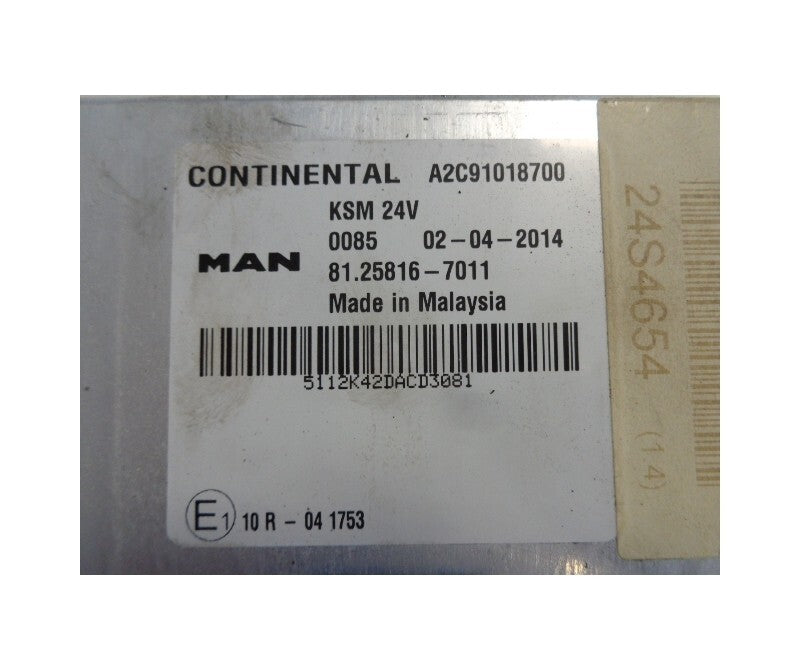 CONTINENTAL A2C91018700
KSM 24V
0085 02-04-2014
MAN 81.25816-7011
Made in Malaysia
5112K42DACD3081
E1 10 R - 04 1753
24S4654 (14)